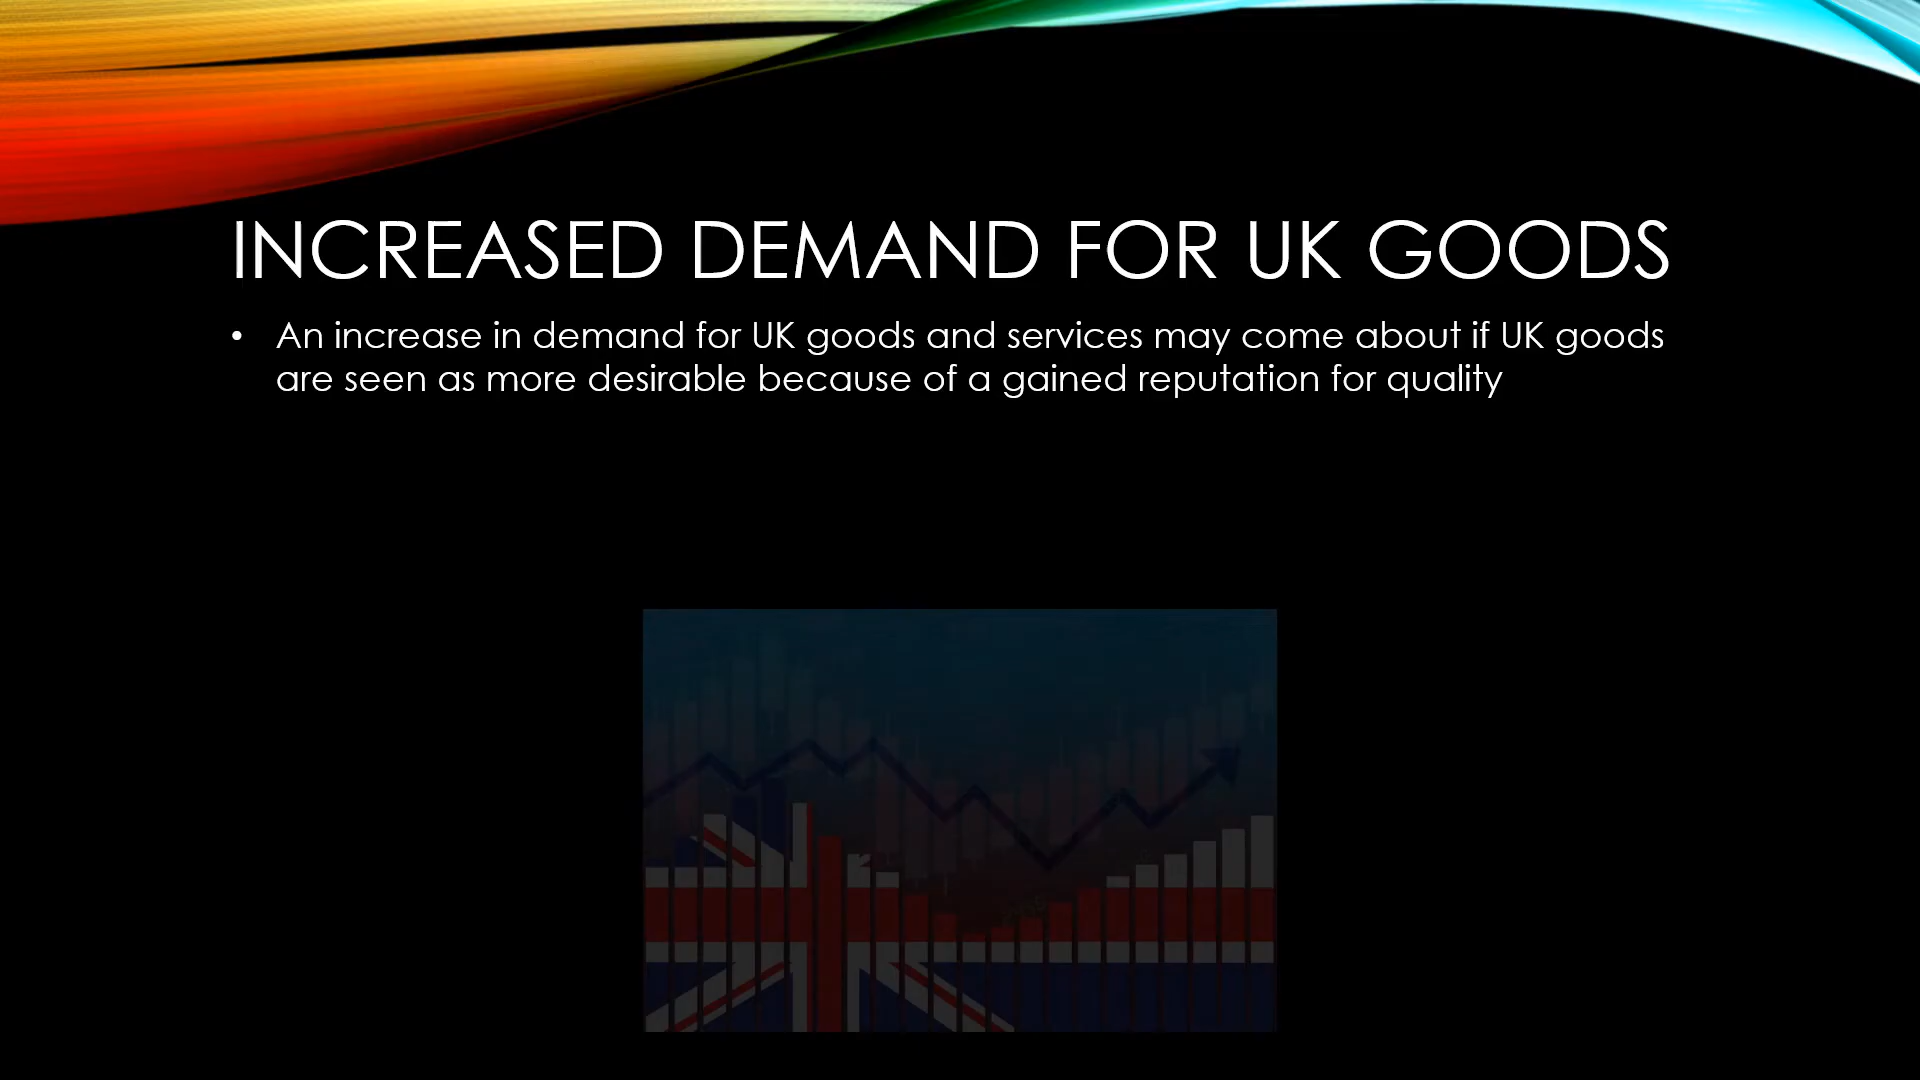 INCREASED DEMAND FOR UK GOODS
• An increase in demand for UK goods and services may come about if UK goods
are seen as more desirable because of a gained reputation for quality